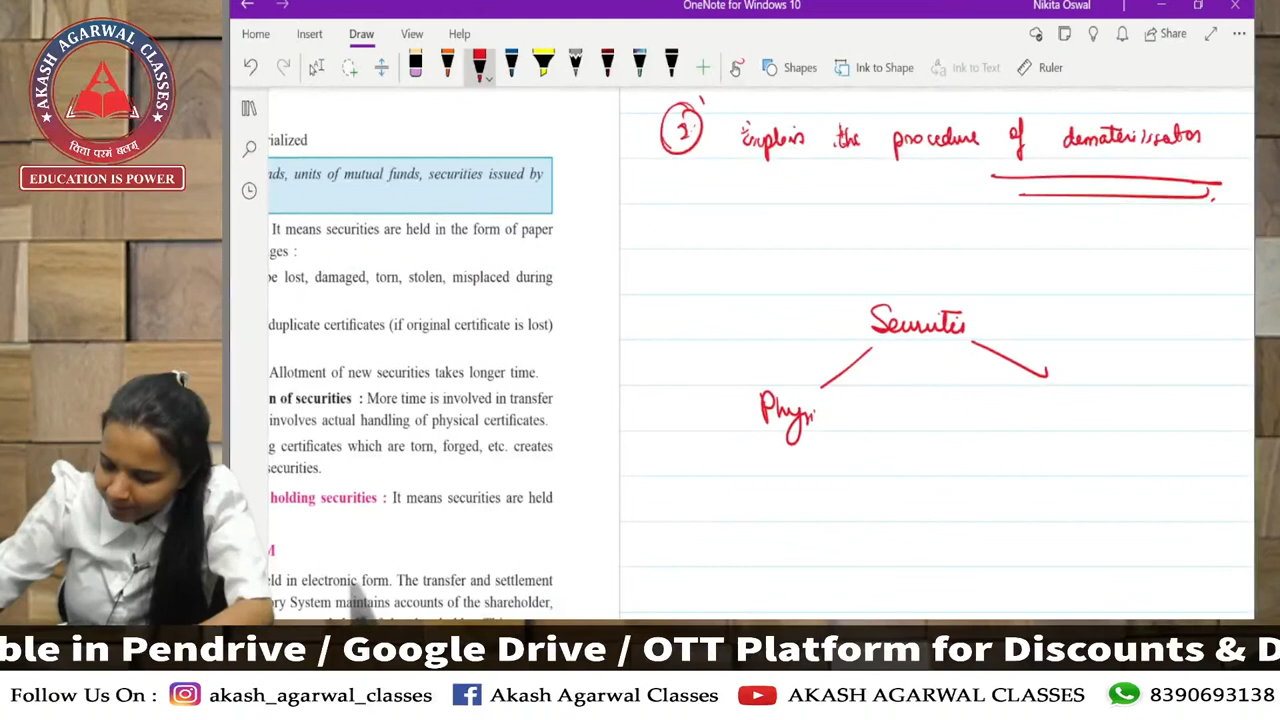 OneNote for Windows 10
Nikita Oswal
Home Insert Draw View Help
Share
Shapes
Ink to Shape
Ink to Text
Ruler
AKASH AGARWAL CLASSES
विद्या परमं बलम्
EDUCATION IS POWER
rialized
nds, units of mutual funds, securities issued by
It means securities are held in the form of paper
ges :
be lost, damaged, torn, stolen, misplaced during
duplicate certificates (if original certificate is lost)
Allotment of new securities takes longer time.
n of securities : More time is involved in transfer
involves actual handling of physical certificates.
g certificates which are torn, forged, etc. creates
securities.
holding securities : It means securities are held
M
eld in electronic form. The transfer and settlement
ory System maintains accounts of the shareholder,
2 Explain the procedure of
Securities
Physi
ble in Pendrive / Google Drive / OTT Platform for Discounts & D
Follow Us On : akash_agarwal_classes Akash Agarwal Classes AKASH AGARWAL CLASSES 8390693138